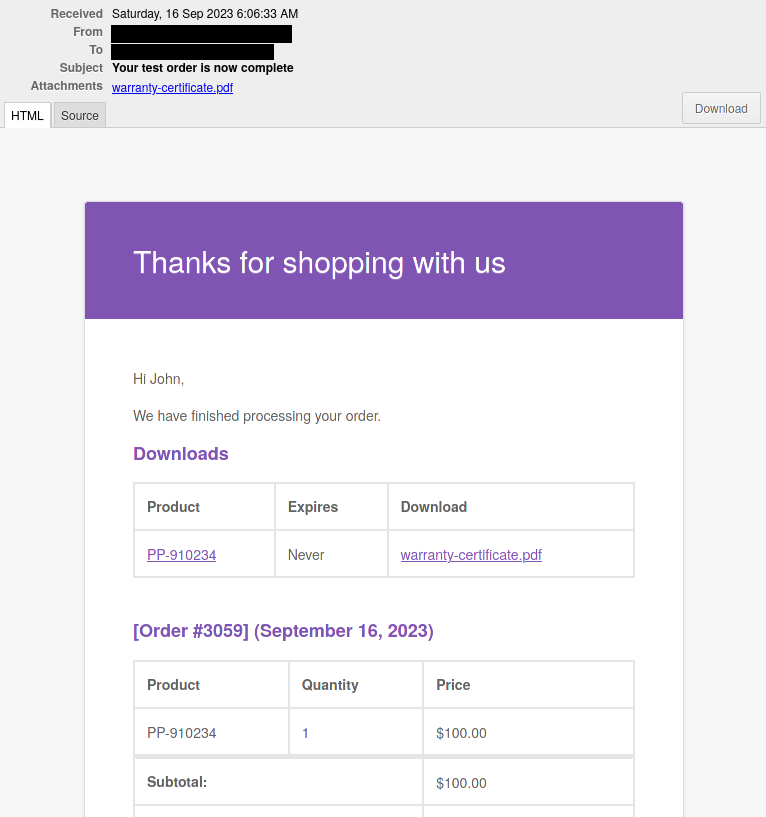 Received Saturday, 16 Sep 2023 6:06:33 AM
From
To
Subject Your test order is now complete
Attachments warranty-certificate.pdf
HTML Source Download
Thanks for shopping with us
Hi John,
We have finished processing your order.
Downloads
Product Expires Download
PP-910234 Never warranty-certificate.pdf
[Order #3059] (September 16, 2023)
Product Quantity Price
PP-910234 1 $100.00
Subtotal: $100.00